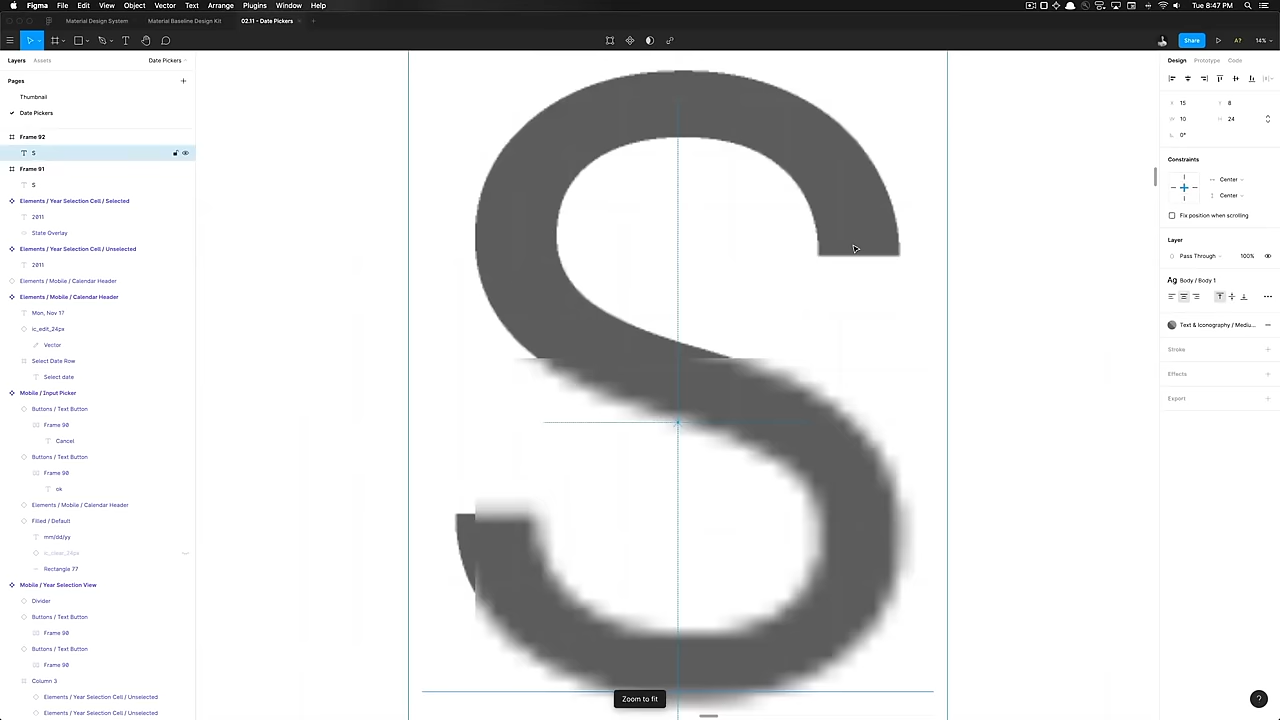 Figma File Edit View Object Vector Text Arrange Plugins Window Help
Tue 8:47 PM
Material Design System
Material Baseline Design Kit
02.11 - Date Pickers
Share
A?
14%
Layers Assets Date Pickers
Pages
Thumbnail
Date Pickers
Frame 92
S
Frame 91
S
Elements / Year Selection Cell / Selected
2011
State Overlay
Elements / Year Selection Cell / Unselected
2011
Elements / Mobile / Calendar Header
Elements / Mobile / Calendar Header
Mon, Nov 17
ic_edit_24px
Vector
Select Date Row
Select date
Mobile / Input Picker
Buttons / Text Button
Frame 90
Cancel
Buttons / Text Button
Frame 90
ok
Elements / Mobile / Calendar Header
Filled / Default
mm/dd/yy
ic_clear_24px
Rectangle 77
Mobile / Year Selection View
Divider
Buttons / Text Button
Frame 90
Buttons / Text Button
Frame 90
Column 3
Elements / Year Selection Cell / Unselected
Elements / Year Selection Cell / Unselected
S
Zoom to fit
Design Prototype Code
X 15 Y 8
W 10 H 24
0°
Constraints
Center
Center
Fix position when scrolling
Layer
Pass Through 100%
Ag Body / Body 1
Text & Iconography / Mediu...
Stroke
Effects
Export
?